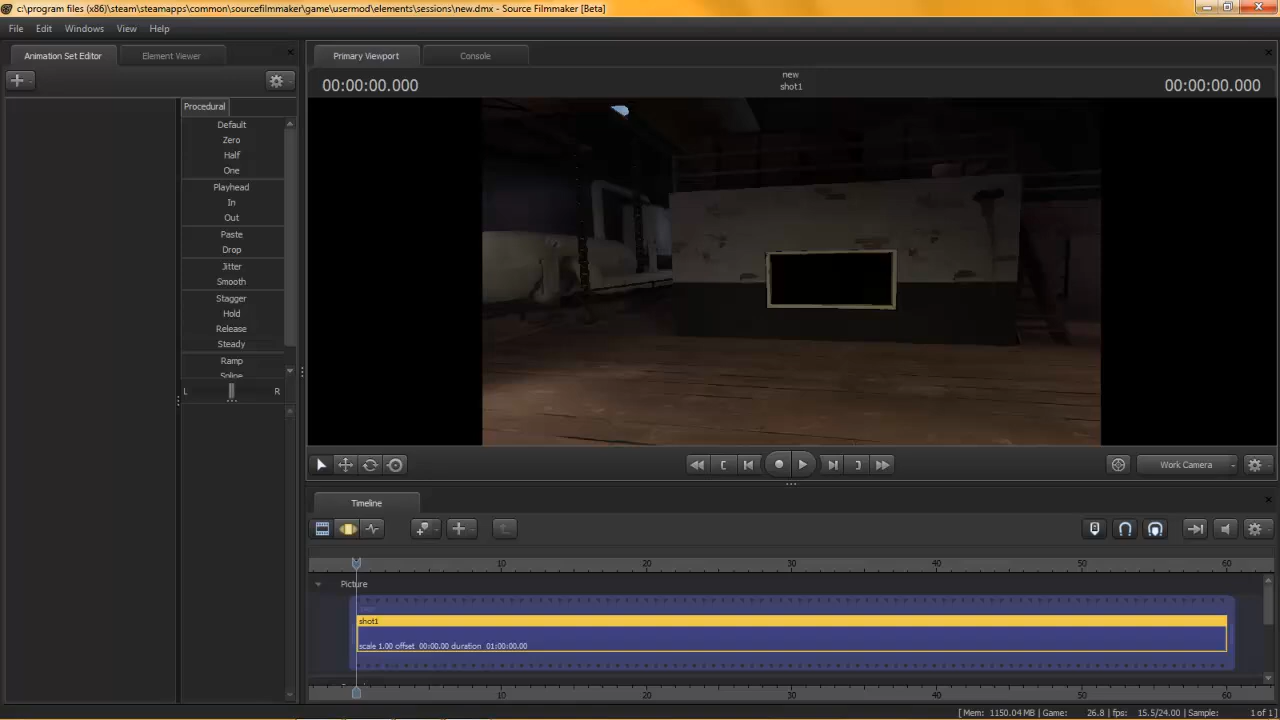 c:\program files (x86)\steam\steamapps\common\sourcefilmmaker\game\usermod\elements\sessions\new.dmx - Source Filmmaker [Beta]
File Edit Windows View Help
Animation Set Editor Element Viewer
Primary Viewport Console
00:00:00.000
new
shot1
00:00:00.000
Procedural
Default
Zero
Half
One
Playhead
In
Out
Paste
Drop
Jitter
Smooth
Stagger
Hold
Release
Steady
Ramp
Spline
L R
Work Camera
Timeline
10 20 30 40 50 60
Picture
shot1
scale 1.00 offset 00:00.00 duration 01:00:00.00
10 20 30 40 50 60
[ Mem: 1150.04 MB | Game: 26.8 | fps: 15.5/24.00 | Sample: 1 of 1 ]